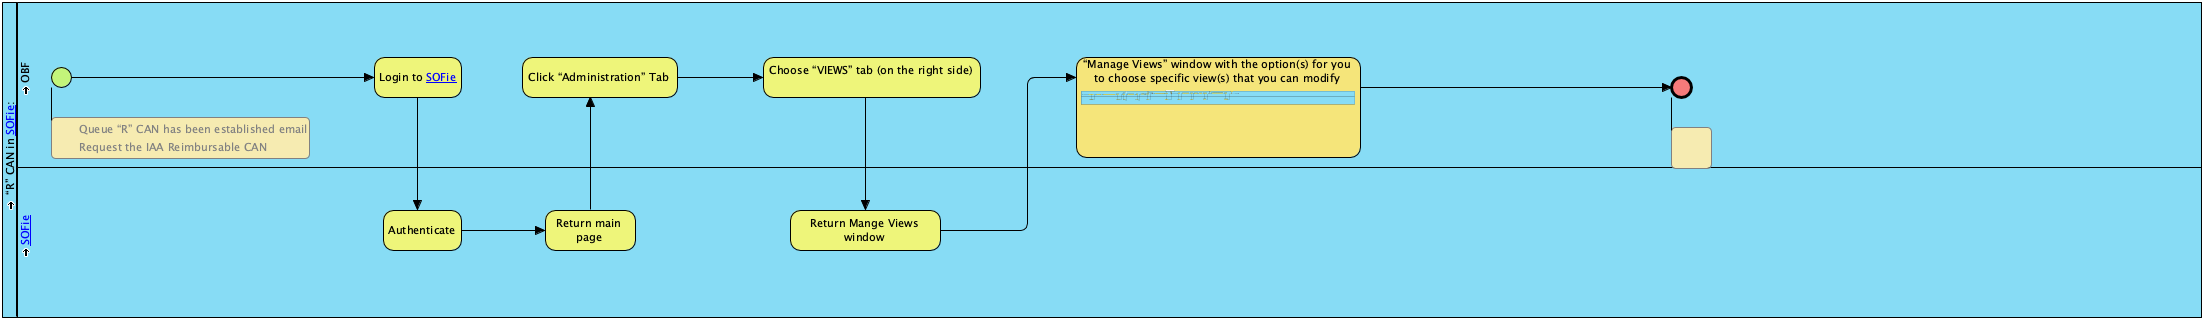 "R" CAN in SOFie:
OBF
SOFie
Queue “R” CAN has been established email
Request the IAA Reimbursable CAN
Login to SOFie
Authenticate
Return main
page
Click “Administration” Tab
Choose “VIEWS” tab (on the right side)
Return Mange Views
window
“Manage Views” window with the option(s) for you
to choose specific view(s) that you can modify